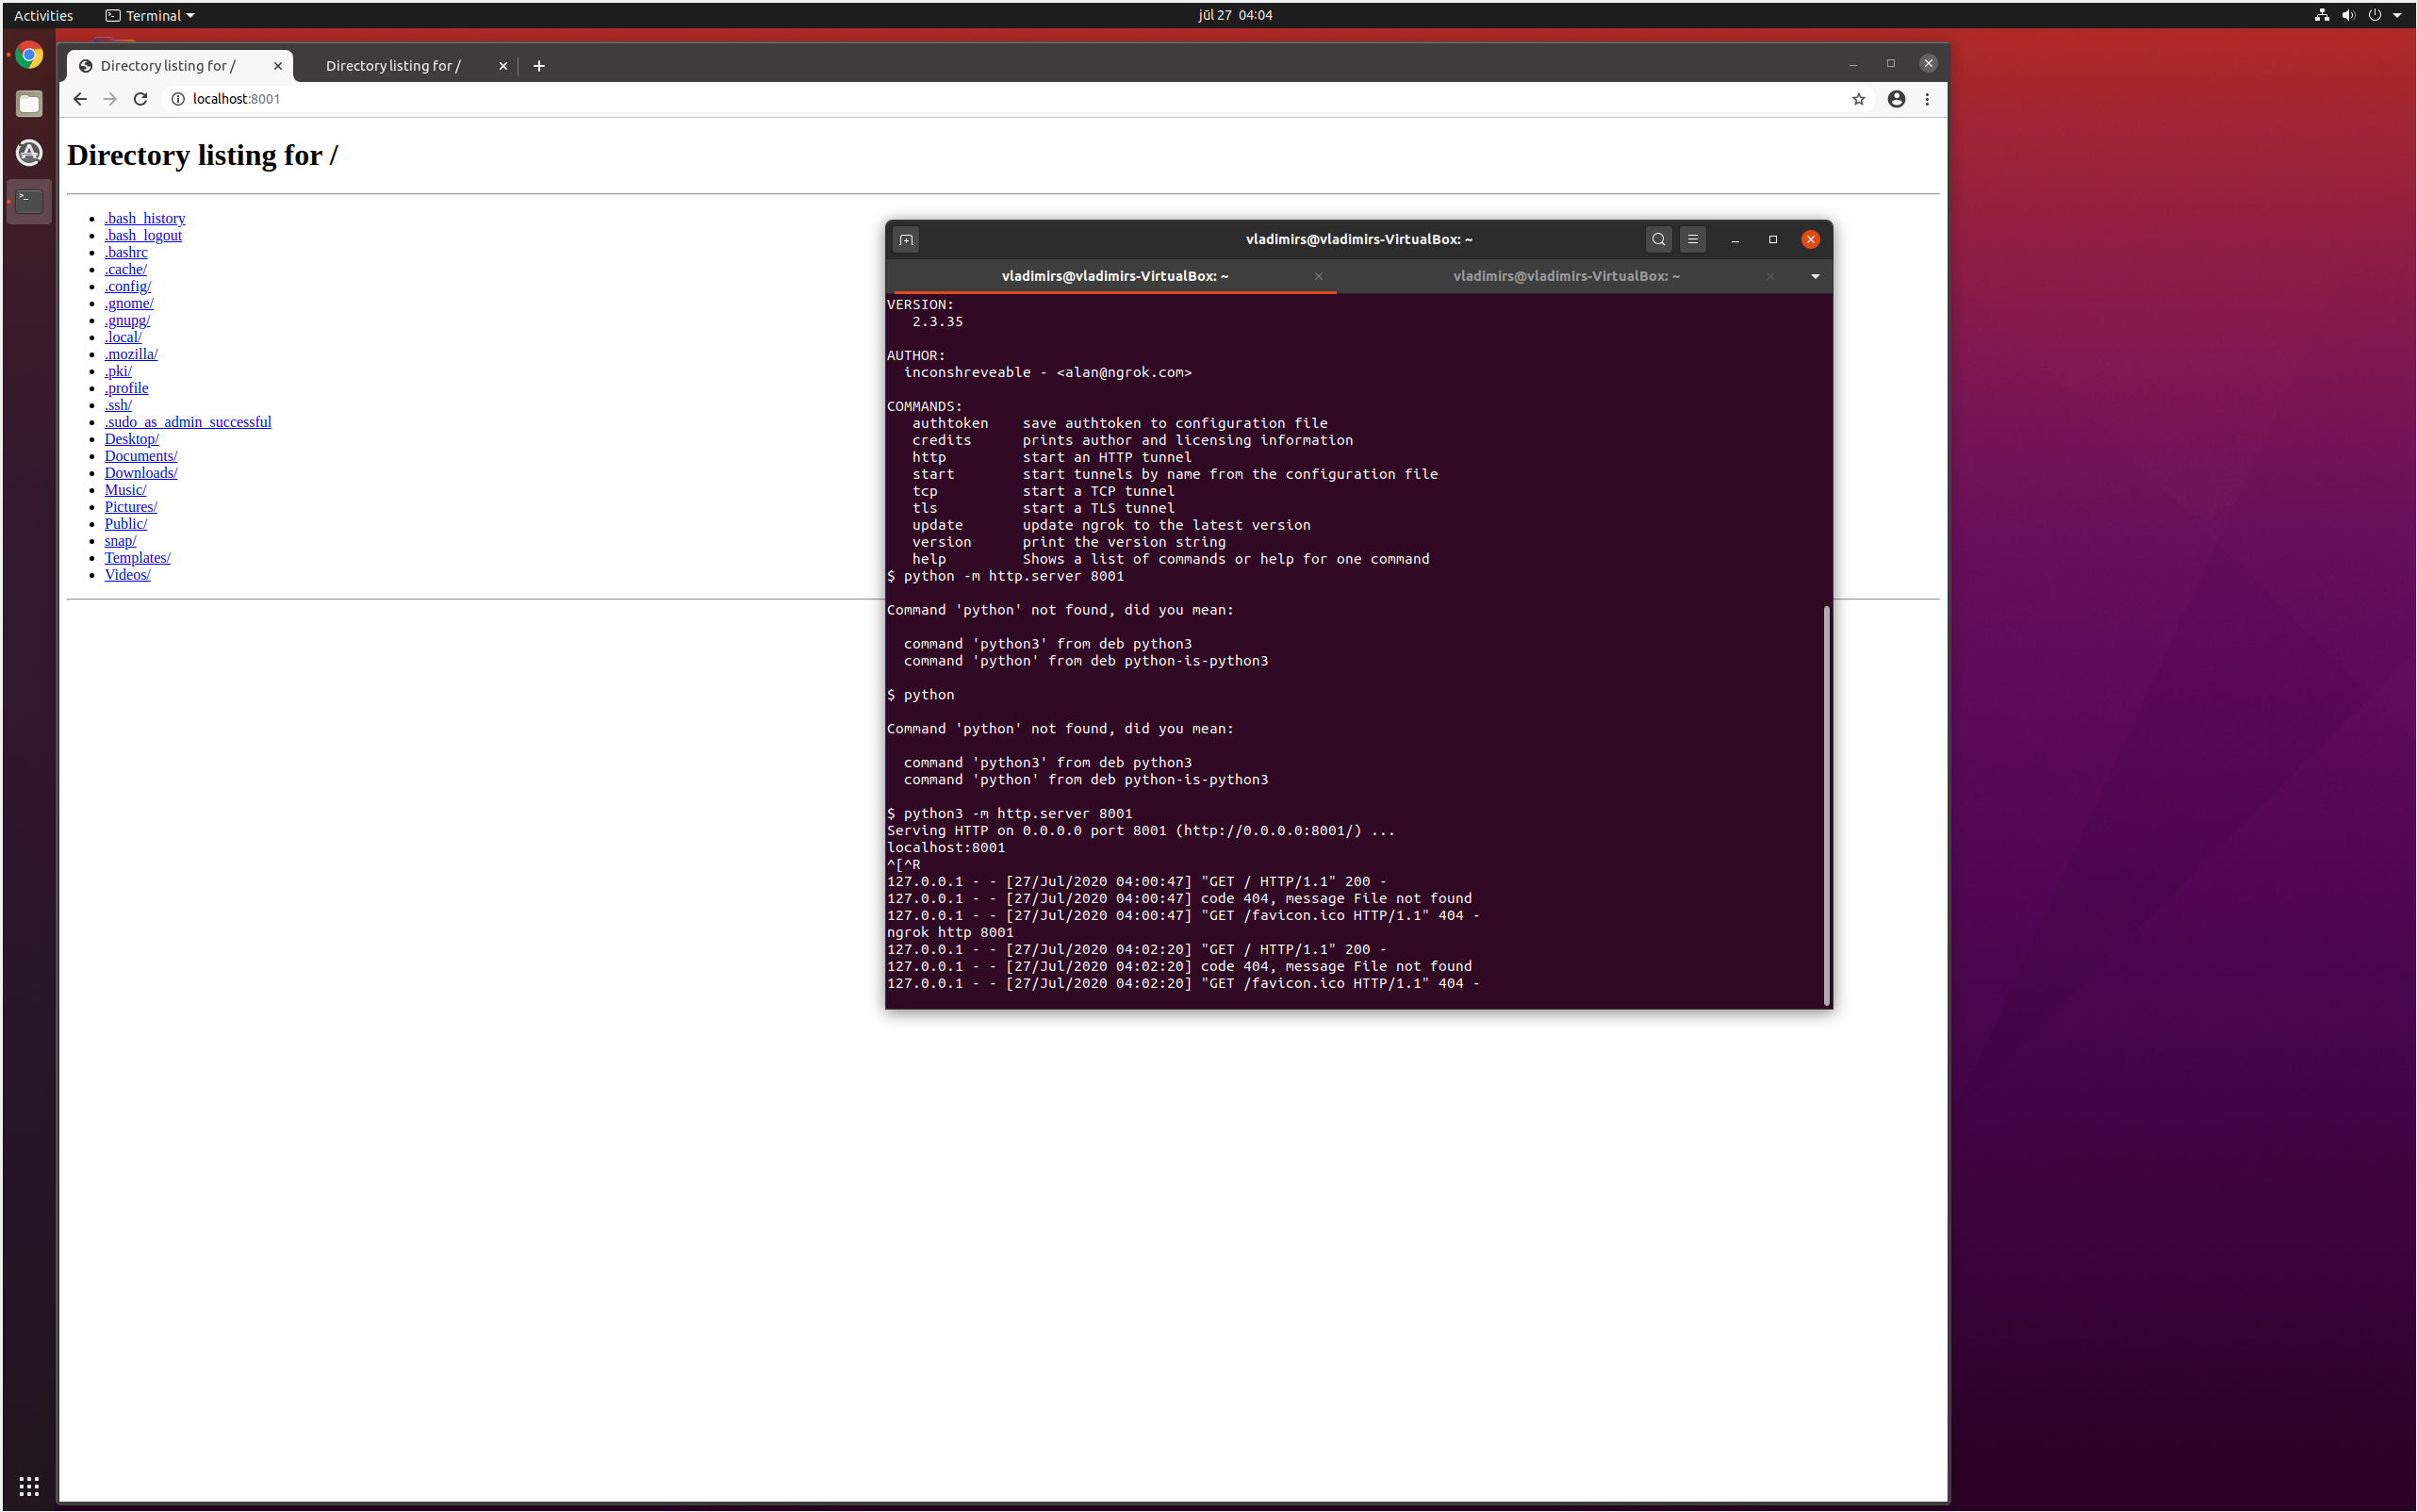 Activities
Terminal
jūl 27 04:04
Directory listing for /
Directory listing for /
localhost:8001
Directory listing for /
.bash_history
.bash_logout
.bashrc
.cache/
.config/
.gnome/
.gnupg/
.local/
.mozilla/
.pki/
.profile
.ssh/
.sudo_as_admin_successful
Desktop/
Documents/
Downloads/
Music/
Pictures/
Public/
snap/
Templates/
Videos/
vladimirs@vladimirs-VirtualBox: ~
vladimirs@vladimirs-VirtualBox: ~
vladimirs@vladimirs-VirtualBox: ~
VERSION:
2.3.35
AUTHOR:
inconshreveable - <alan@ngrok.com>
COMMANDS:
authtoken save authtoken to configuration file
credits prints author and licensing information
http start an HTTP tunnel
start start tunnels by name from the configuration file
tcp start a TCP tunnel
tls start a TLS tunnel
update update ngrok to the latest version
version print the version string
help Shows a list of commands or help for one command
$ python -m http.server 8001
Command 'python' not found, did you mean:
command 'python3' from deb python3
command 'python' from deb python-is-python3
$ python
Command 'python' not found, did you mean:
command 'python3' from deb python3
command 'python' from deb python-is-python3
$ python3 -m http.server 8001
Serving HTTP on 0.0.0.0 port 8001 (http://0.0.0.0:8001/) ...
localhost:8001
^[^R
127.0.0.1 - - [27/Jul/2020 04:00:47] "GET / HTTP/1.1" 200 -
127.0.0.1 - - [27/Jul/2020 04:00:47] code 404, message File not found
127.0.0.1 - - [27/Jul/2020 04:00:47] "GET /favicon.ico HTTP/1.1" 404 -
ngrok http 8001
127.0.0.1 - - [27/Jul/2020 04:02:20] "GET / HTTP/1.1" 200 -
127.0.0.1 - - [27/Jul/2020 04:02:20] code 404, message File not found
127.0.0.1 - - [27/Jul/2020 04:02:20] "GET /favicon.ico HTTP/1.1" 404 -